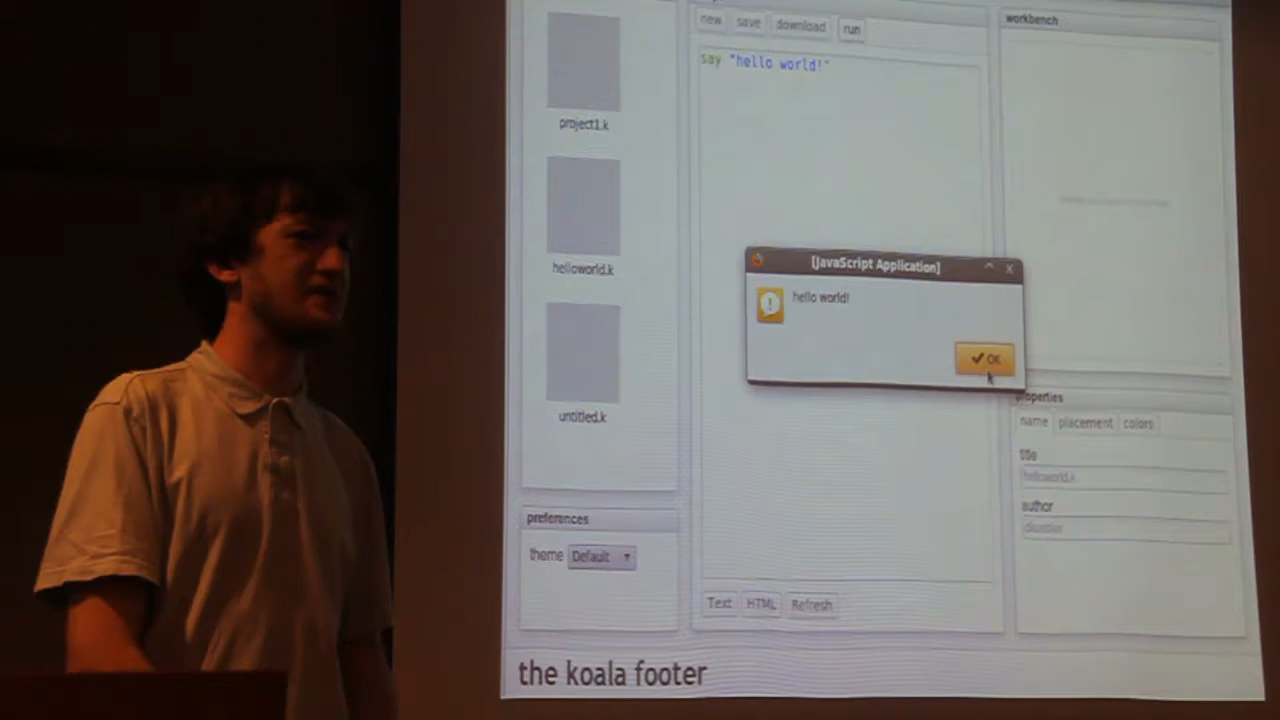 project1.k
helloworld.k
untitled.k
preferences
theme Default
new save download run
say "hello world!"
[JavaScript Application]
hello world!
OK
Text HTML Refresh
workbench
properties
name placement colors
title
helloworld.k
author
the koala footer